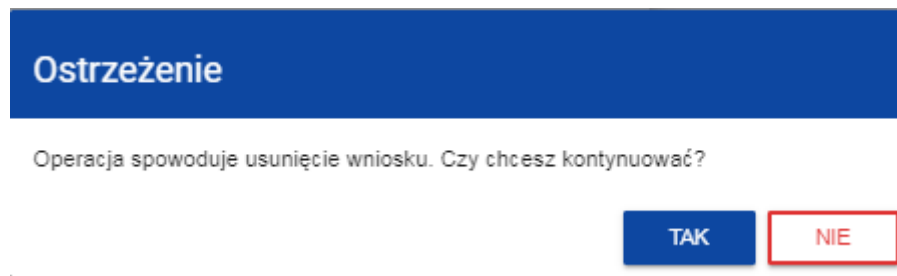 Ostrzeżenie
Operacja spowoduje usunięcie wniosku. Czy chcesz kontynuować?
TAK NIE